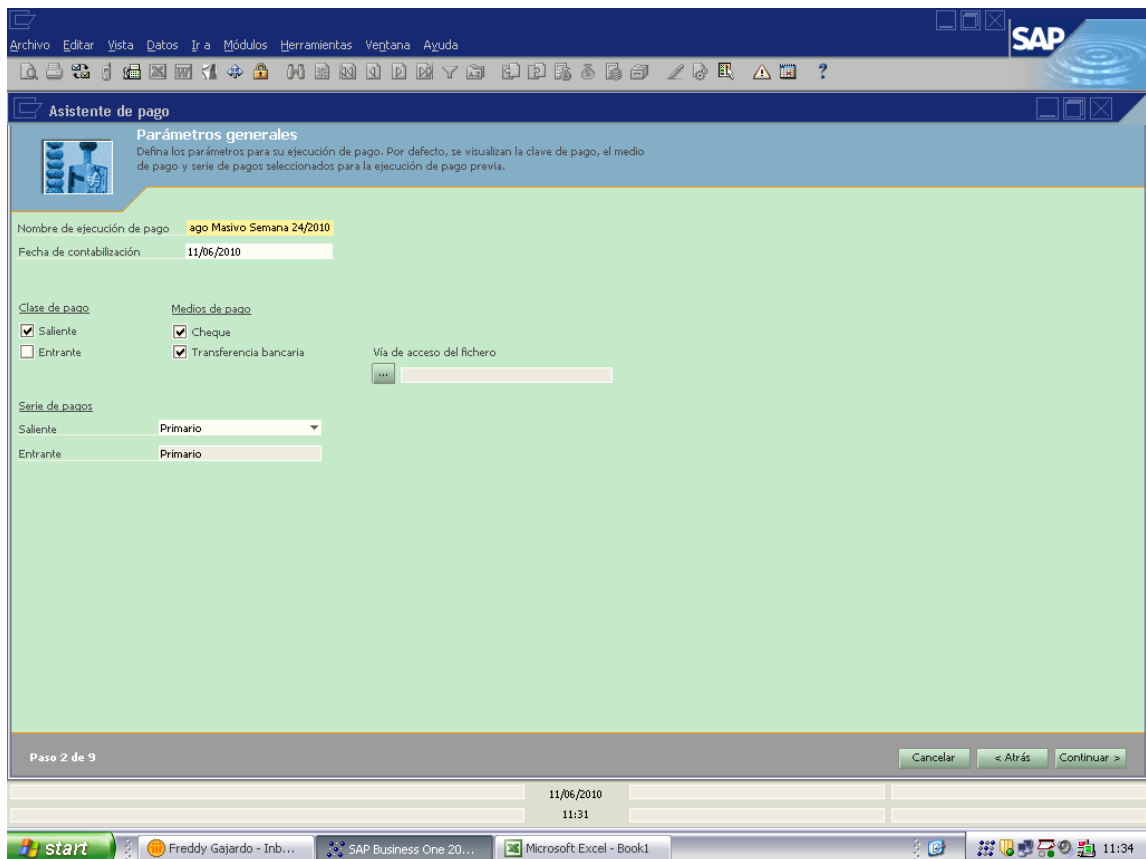 Archivo Editar Vista Datos Ir a Módulos Herramientas Ventana Ayuda
SAP
Asistente de pago
Parámetros generales
Defina los parámetros para su ejecución de pago. Por defecto, se visualizan la clave de pago, el medio
de pago y serie de pagos seleccionados para la ejecución de pago previa.
Nombre de ejecución de pago ago Masivo Semana 24/2010
Fecha de contabilización 11/06/2010
Clase de pago Medios de pago
Saliente Cheque
Entrante Transferencia bancaria Vía de acceso del fichero
...
Serie de pagos
Saliente Primario
Entrante Primario
Paso 2 de 9 Cancelar < Atrás Continuar >
11/06/2010
11:31
start Freddy Gajardo - Inb... SAP Business One 20... Microsoft Excel - Book1 11:34